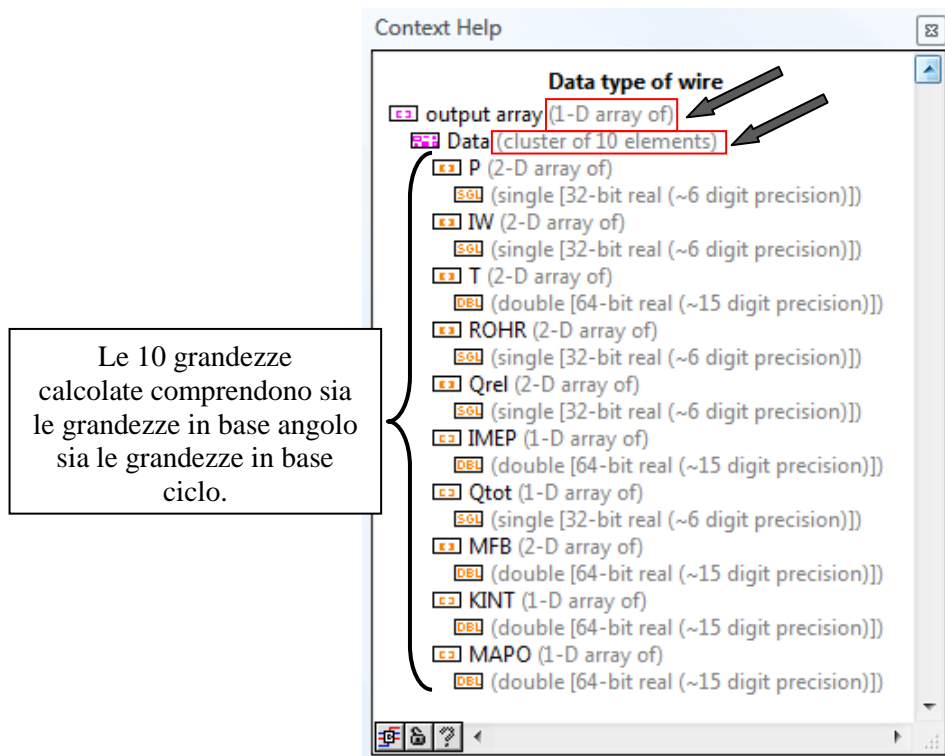 Context Help
Data type of wire
output array (1-D array of)
Data (cluster of 10 elements)
P (2-D array of)
SGL (single [32-bit real (~6 digit precision)])
IW (2-D array of)
SGL (single [32-bit real (~6 digit precision)])
T (2-D array of)
DBL (double [64-bit real (~15 digit precision)])
ROHR (2-D array of)
SGL (single [32-bit real (~6 digit precision)])
Qrel (2-D array of)
SGL (single [32-bit real (~6 digit precision)])
IMEP (1-D array of)
DBL (double [64-bit real (~15 digit precision)])
Qtot (1-D array of)
SGL (single [32-bit real (~6 digit precision)])
MFB (2-D array of)
DBL (double [64-bit real (~15 digit precision)])
KINT (1-D array of)
DBL (double [64-bit real (~15 digit precision)])
MAPO (1-D array of)
DBL (double [64-bit real (~15 digit precision)])
Le 10 grandezze
calcolate comprendono sia
le grandezze in base angolo
sia le grandezze in base
ciclo.
?